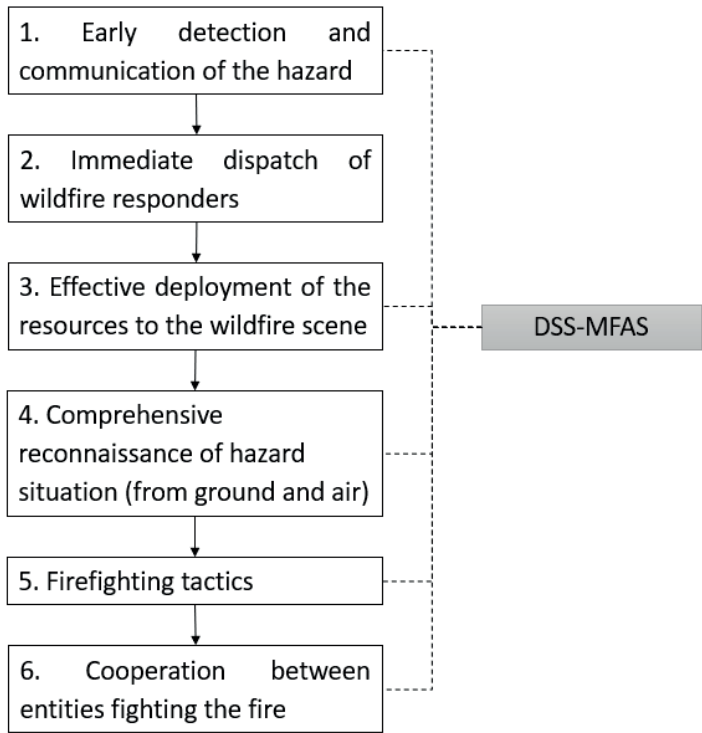 1. Early detection and
communication of the hazard
2. Immediate dispatch of
wildfire responders
3. Effective deployment of the
resources to the wildfire scene
DSS-MFAS
4. Comprehensive
reconnaissance of hazard
situation (from ground and air)
5. Firefighting tactics
6. Cooperation between
entities fighting the fire